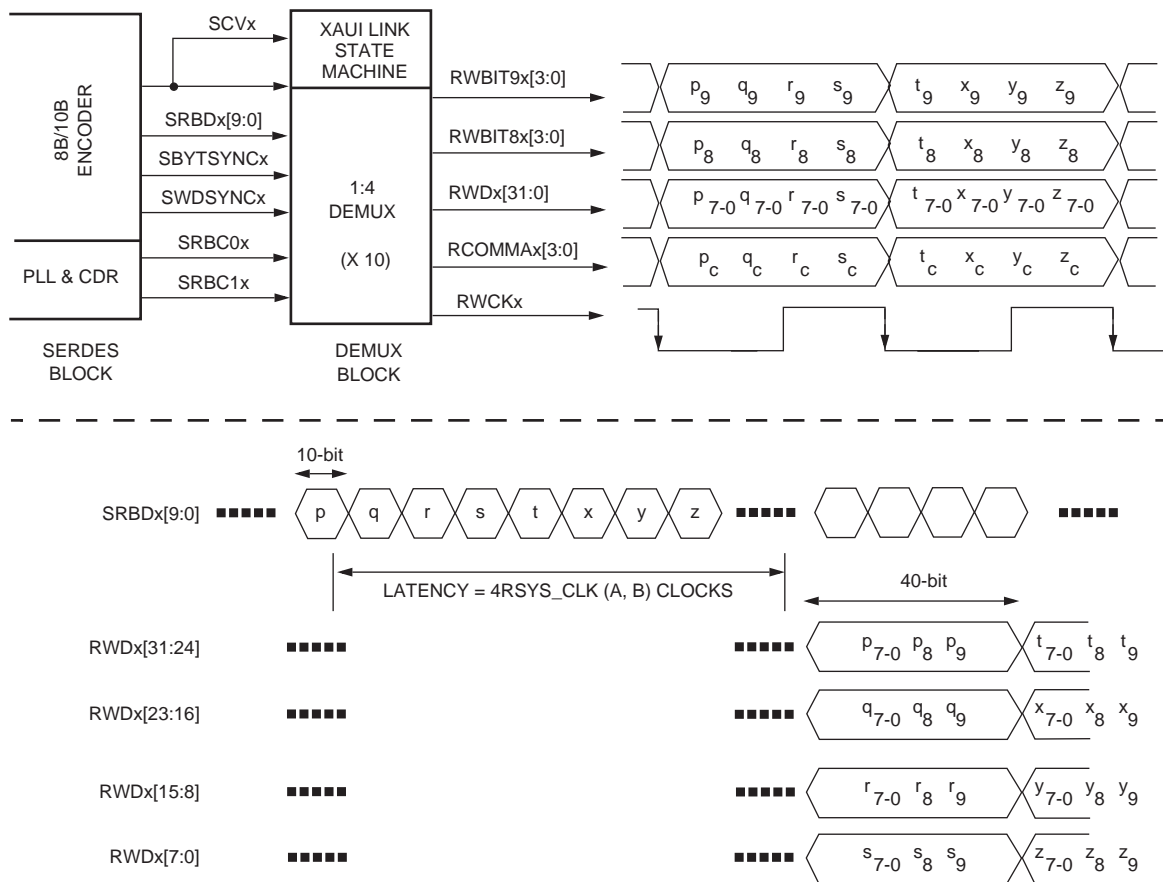 SCVx
XAUI LINK
STATE
MACHINE
8B/10B
ENCODER
SRBDx[9:0]
SBYTSYNCx
SWDSYNCx
SRBC0x
SRBC1x
PLL & CDR
1:4
DEMUX
(X 10)
RWBIT9x[3:0]
RWBIT8x[3:0]
RWDx[31:0]
RCOMMAx[3:0]
RWCKx
p9 q9 r9 s9 t9 x9 y9 z9
p8 q8 r8 s8 t8 x8 y8 z8
p7-0 q7-0 r7-0 s7-0 t7-0 x7-0 y7-0 z7-0
pc qc rc sc tc xc yc zc
SERDES
BLOCK
DEMUX
BLOCK
10-bit
SRBDx[9:0] p q r s t x y z
LATENCY = 4RSYS_CLK (A, B) CLOCKS
40-bit
RWDx[31:24] p7-0 p8 p9 t7-0 t8 t9
RWDx[23:16] q7-0 q8 q9 x7-0 x8 x9
RWDx[15:8] r7-0 r8 r9 y7-0 y8 y9
RWDx[7:0] s7-0 s8 s9 z7-0 z8 z9